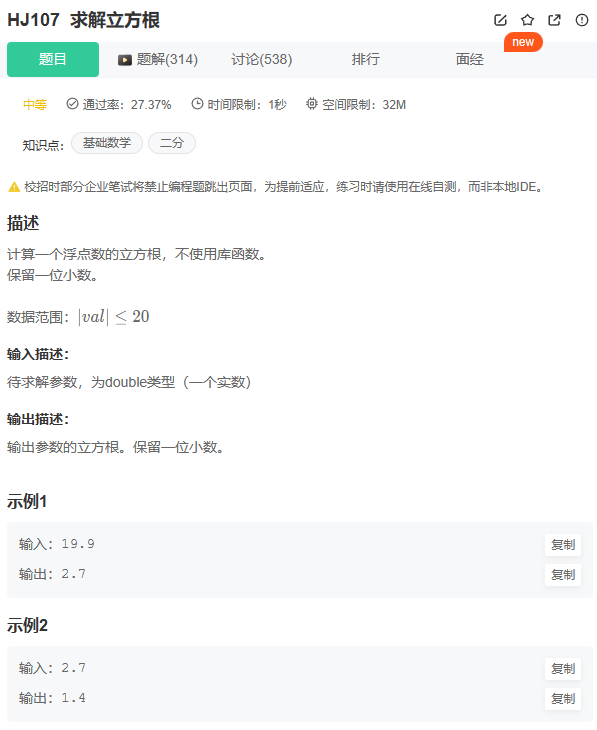 HJ107 求解立方根
new
题目 题解(314) 讨论(538) 排行 面经
中等 通过率：27.37% 时间限制：1秒 空间限制：32M
知识点： 基础数学 二分
校招时部分企业笔试将禁止编程题跳出页面，为提前适应，练习时请使用在线自测，而非本地IDE。
描述
计算一个浮点数的立方根，不使用库函数。
保留一位小数。
数据范围：|val| ≤ 20
输入描述：
待求解参数，为double类型（一个实数）
输出描述：
输出参数的立方根。保留一位小数。
示例1
输入：19.9 复制
输出：2.7 复制
示例2
输入：2.7 复制
输出：1.4 复制